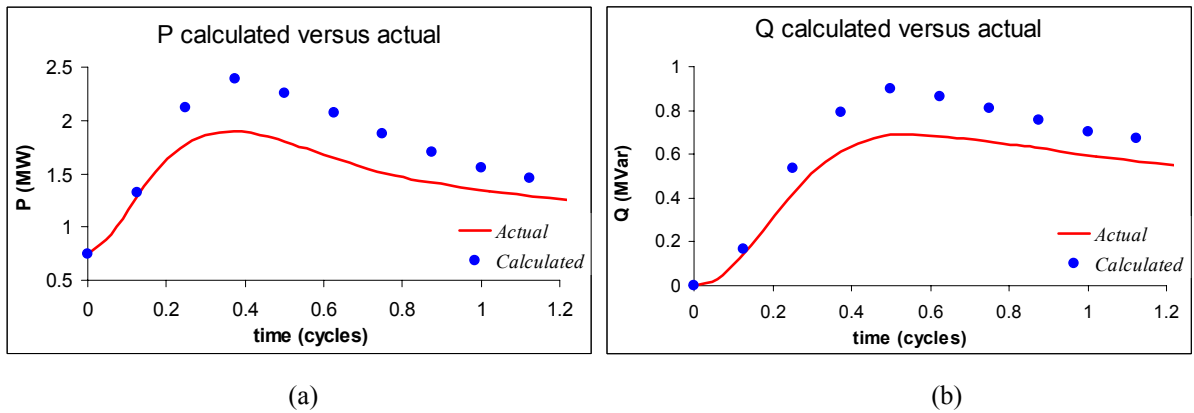 P calculated versus actual
2.5
2
1.5
1
0.5
P (MW)
0 0.2 0.4 0.6 0.8 1 1.2
time (cycles)
Actual
Calculated
(a)
Q calculated versus actual
1
0.8
0.6
0.4
0.2
0
Q (MVar)
0 0.2 0.4 0.6 0.8 1 1.2
time (cycles)
Actual
Calculated
(b)